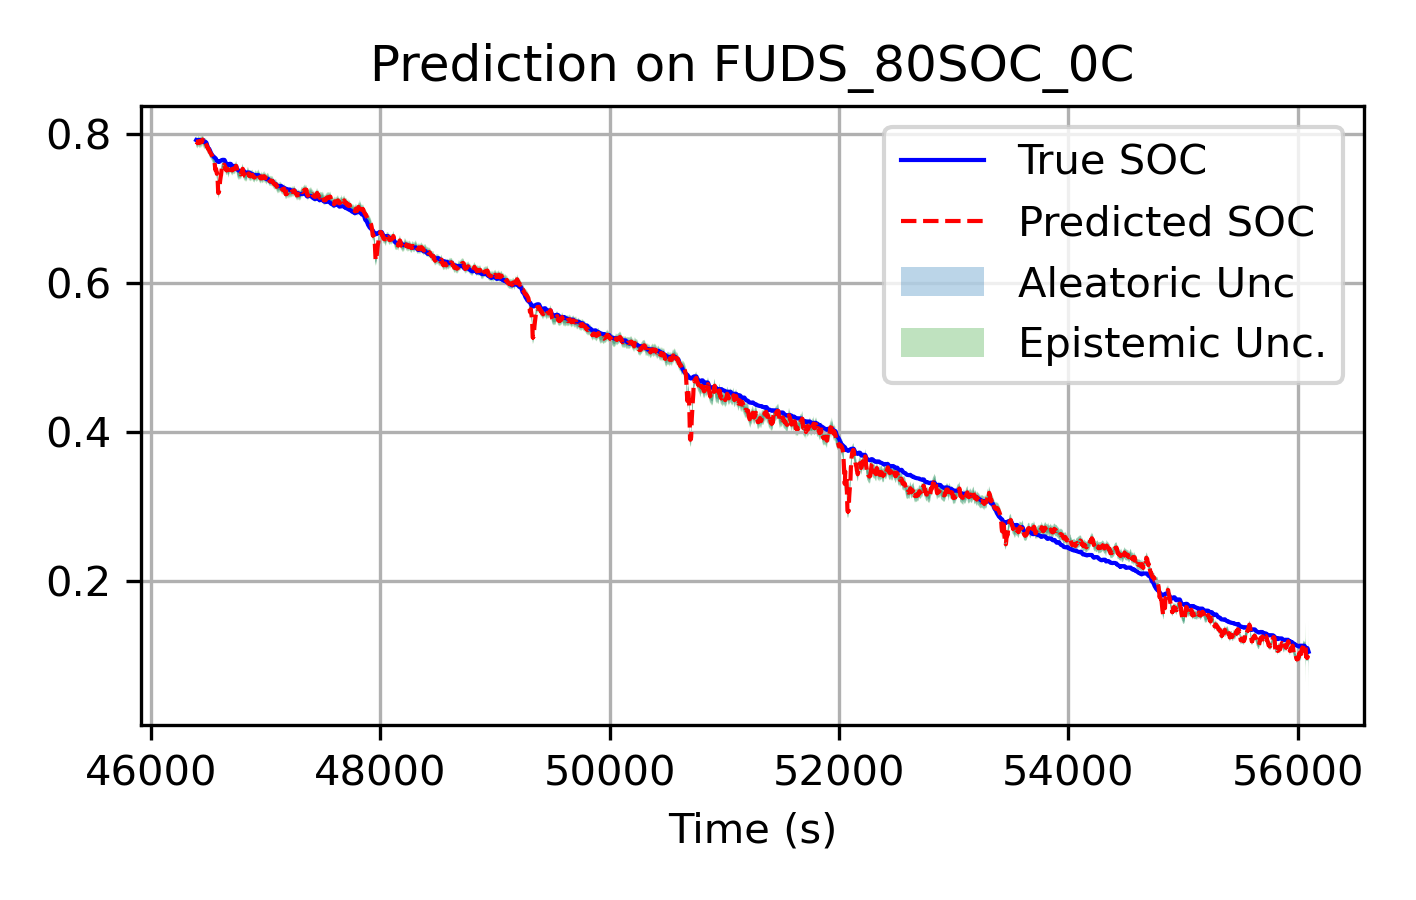 Prediction on FUDS_80SOC_0C
0.8
0.6
0.4
0.2
True SOC
Predicted SOC
Aleatoric Unc
Epistemic Unc.
46000 48000 50000 52000 54000 56000
Time (s)